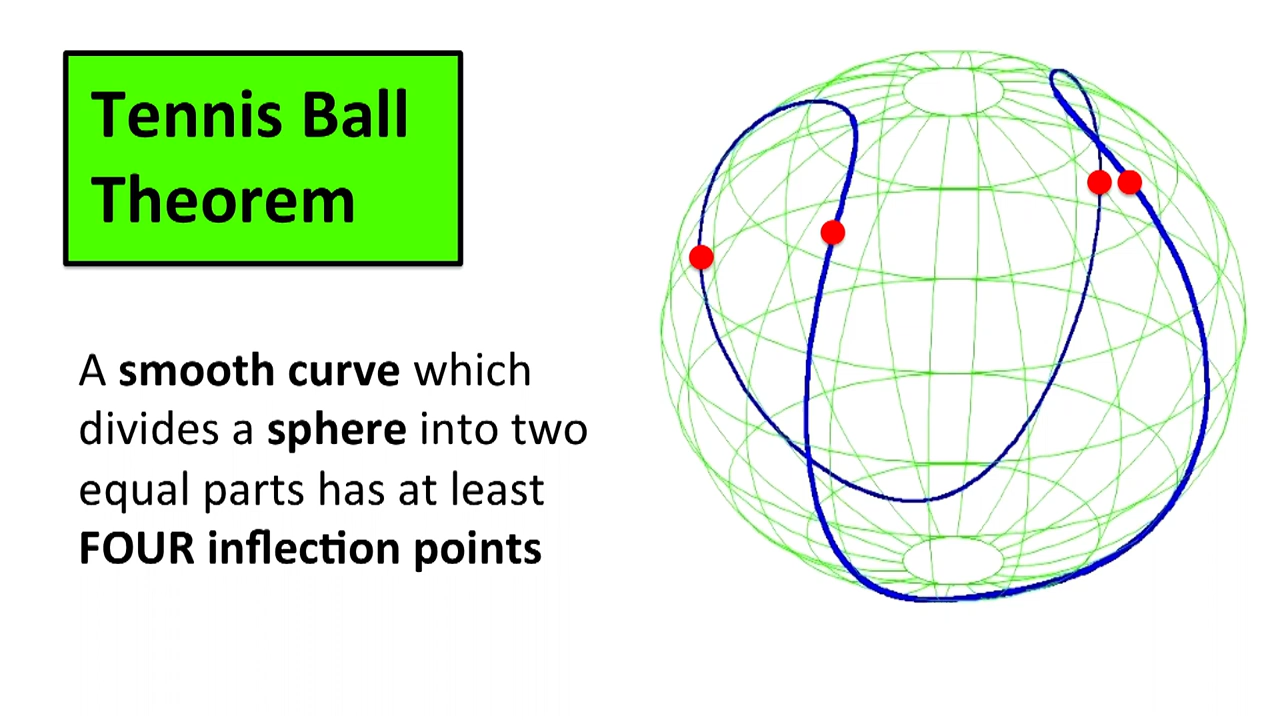 Tennis Ball
Theorem
A smooth curve which
divides a sphere into two
equal parts has at least
FOUR inflection points